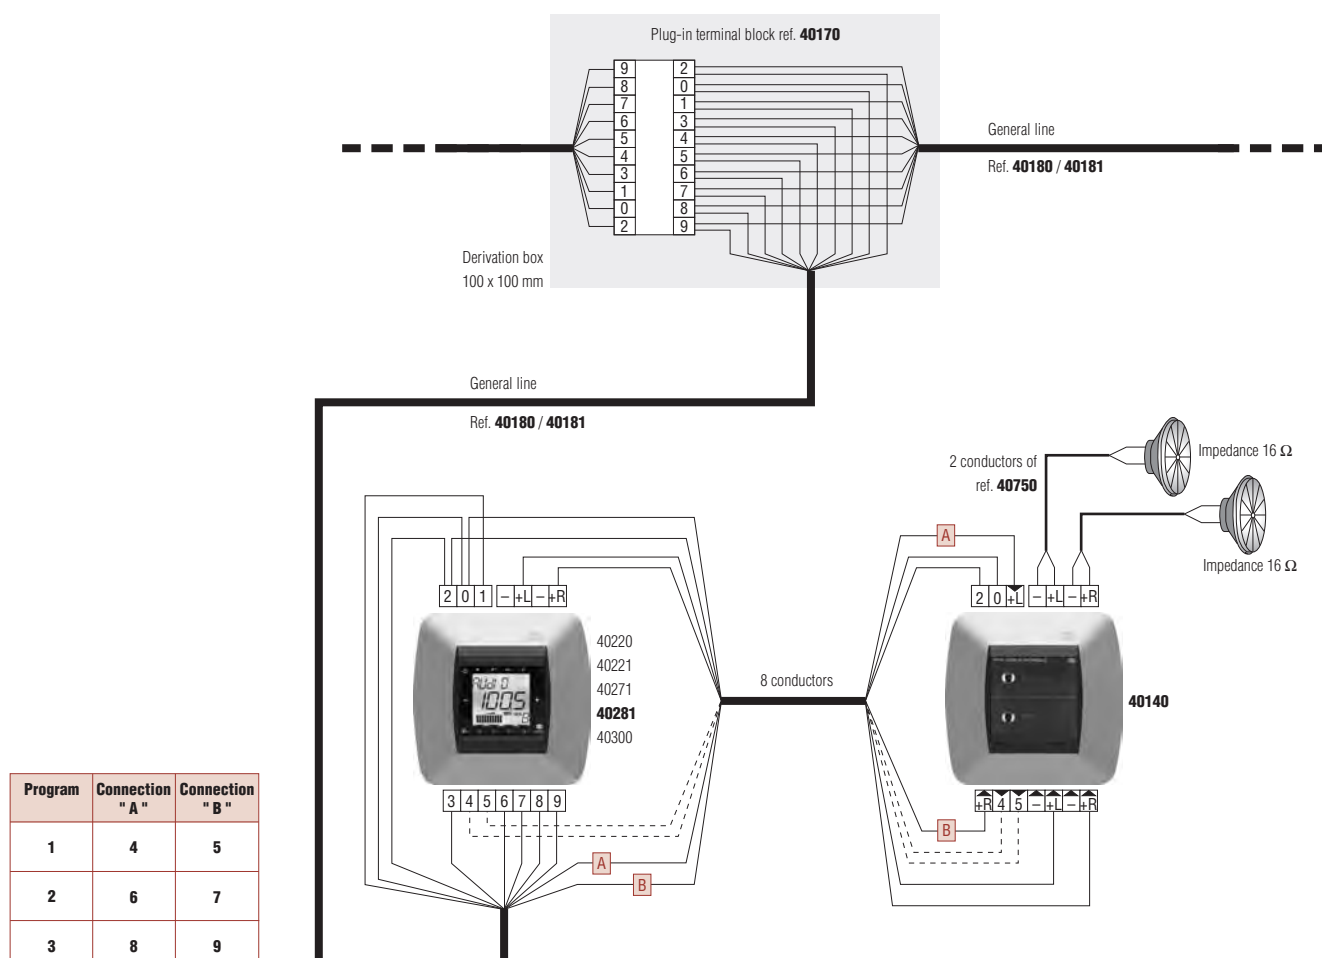 Plug-in terminal block ref. 40170
9 2
8 0
7 1
6 3
5 4
4 5
3 6
1 7
0 8
2 9
General line
Ref. 40180 / 40181
Derivation box
100 x 100 mm
General line
Ref. 40180 / 40181
2 conductors of
ref. 40750
Impedance 16 Ω
Impedance 16 Ω
A
2 0 1 – +L – +R
2 0 +L – +L – +R
40220
40221
40271
40281
40300
8 conductors
40140
AUdI O
1005
3 4 5 6 7 8 9
+R 4 5 – +L – +R
A
B
B
Program Connection "A" Connection "B"
1 4 5
2 6 7
3 8 9